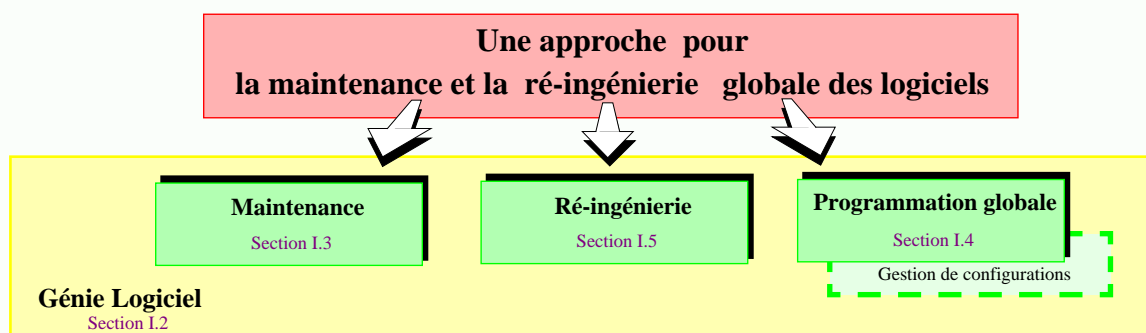 Une approche pour
la maintenance et la ré-ingénierie globale des logiciels
Maintenance
Section I.3
Ré-ingénierie
Section I.5
Programmation globale
Section I.4
Gestion de configurations
Génie Logiciel
Section I.2